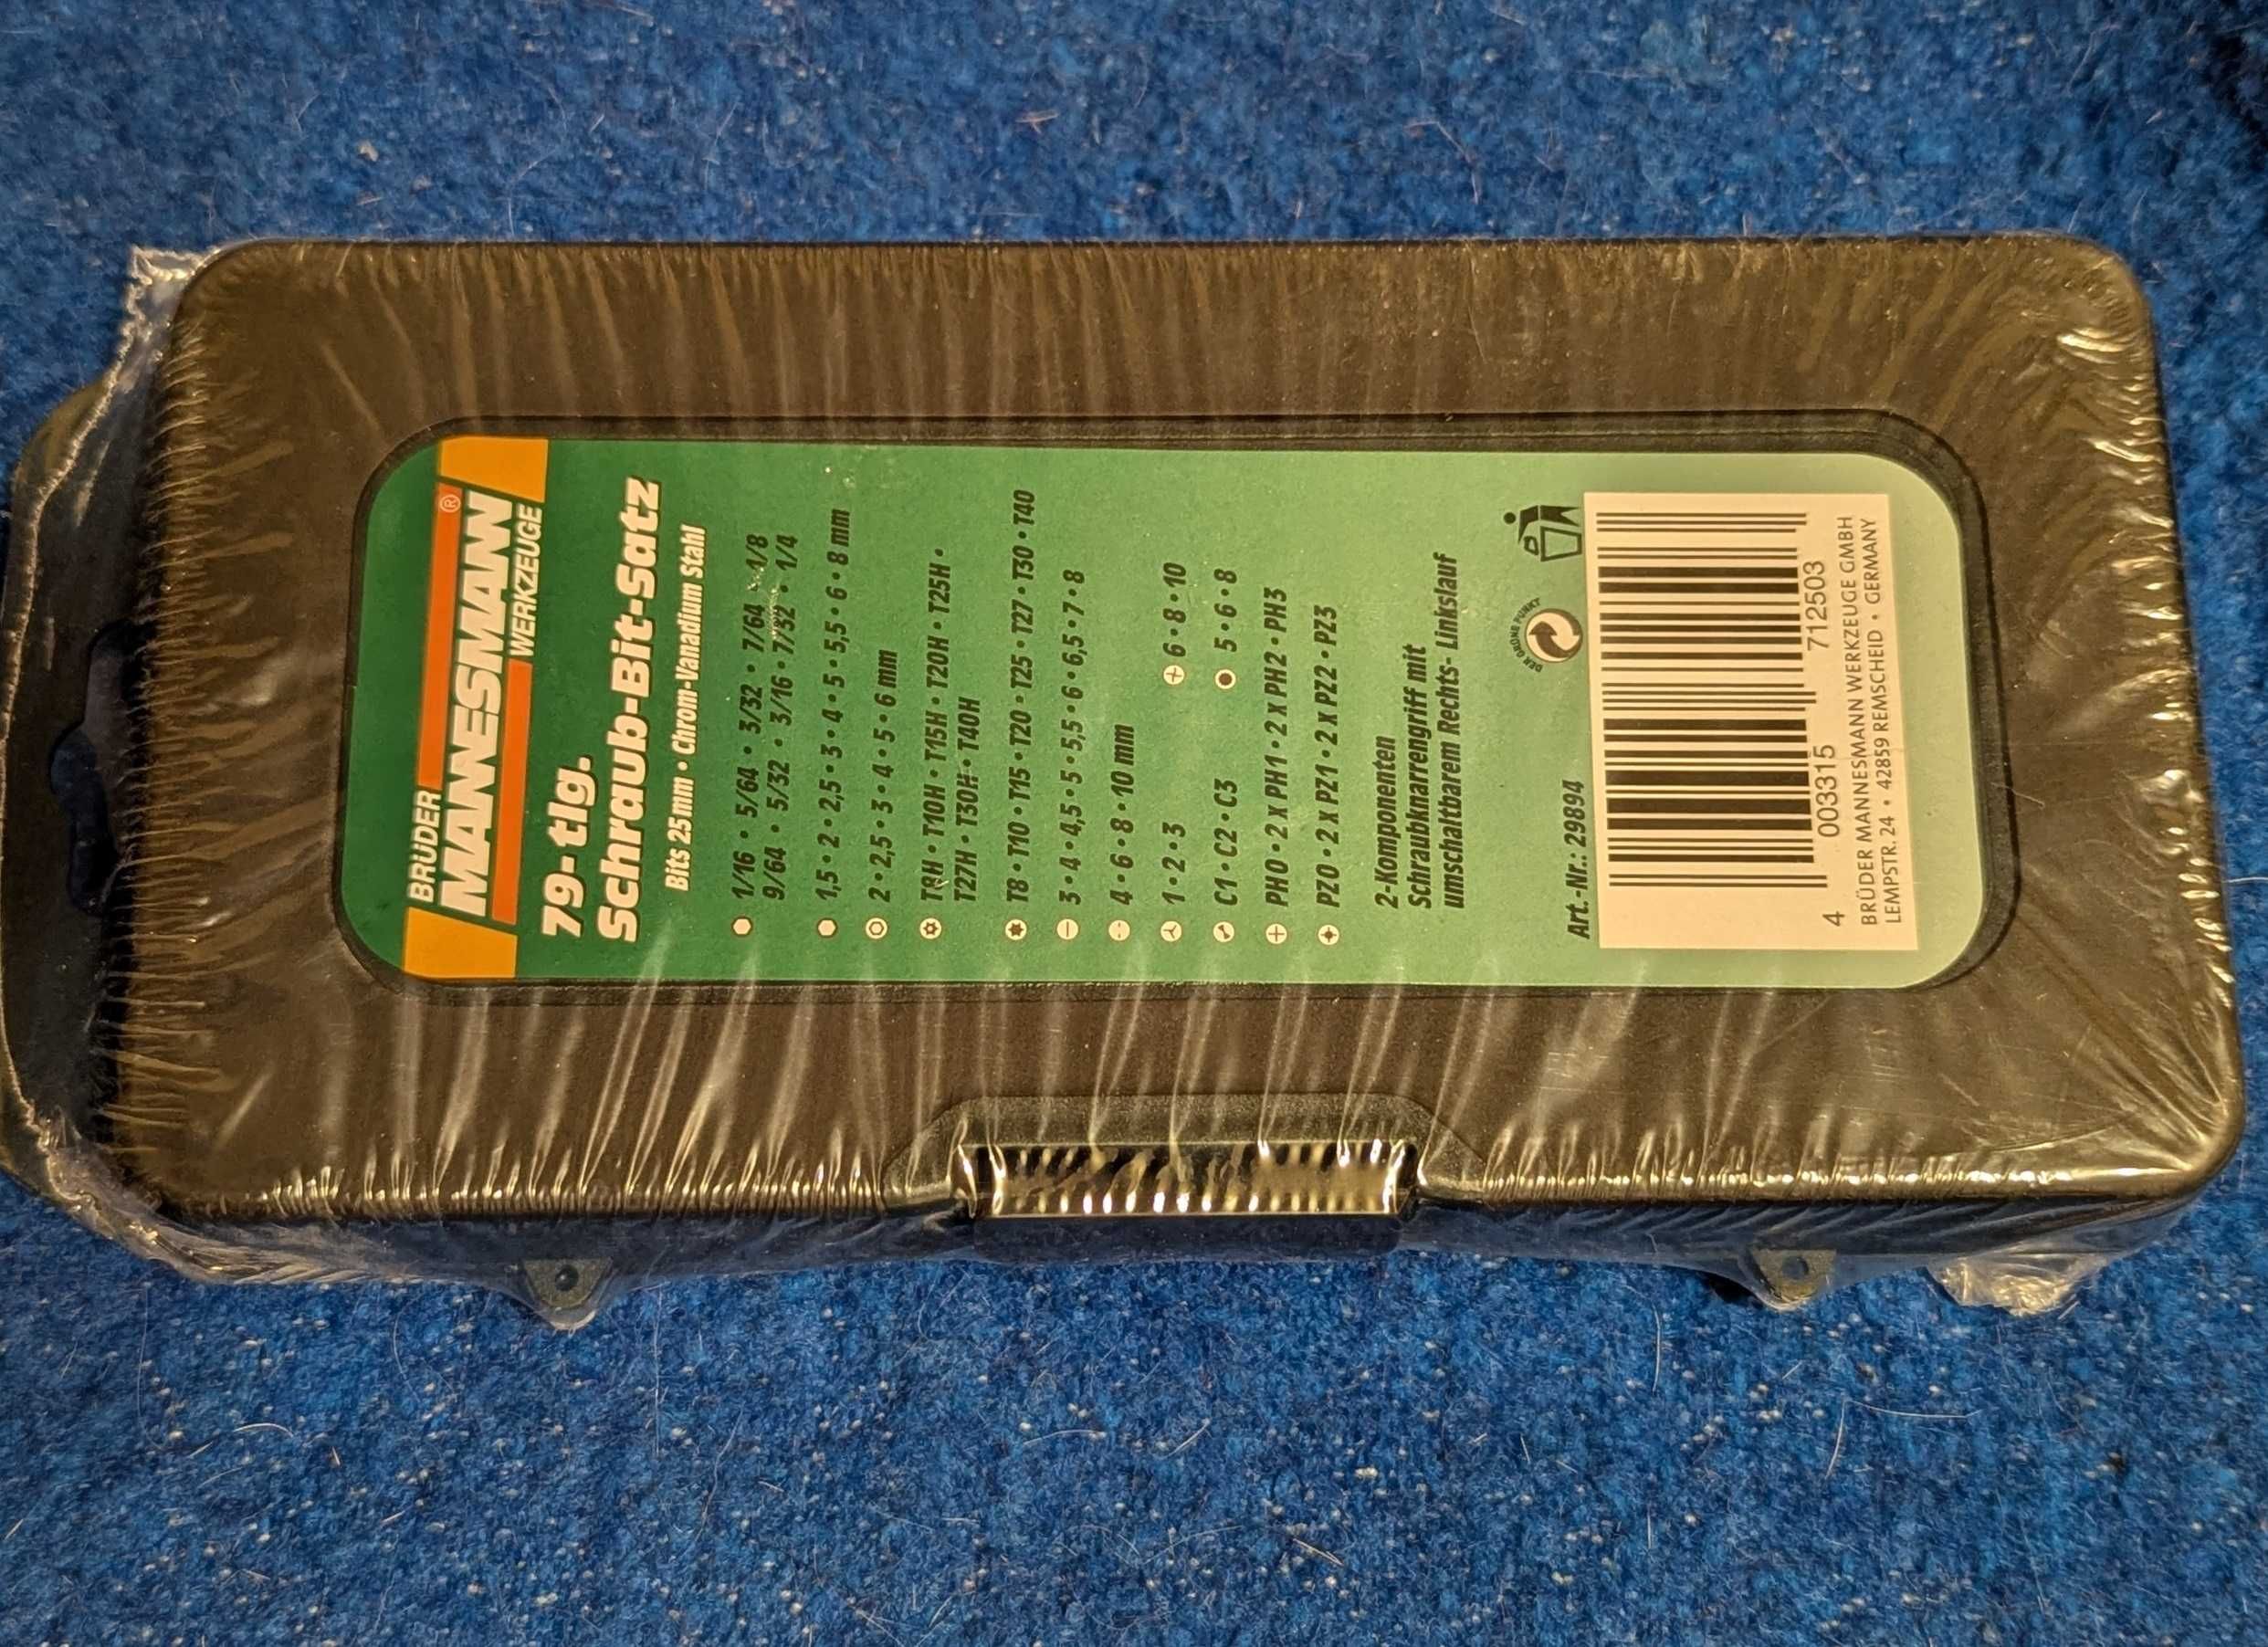 BRÜDER
MANNESMANN®
WERKZEUGE
79-tlg.
Schraub-Bit-Satz
Bits 25 mm • Chrom-Vanadium Stahl
1/16 • 5/64 • 3/32 • 7/64 • 1/8
9/64 • 5/32 • 3/16 • 7/32 • 1/4
1,5 • 2 • 2,5 • 3 • 4 • 5 • 5,5 • 6 • 8 mm
2 • 2,5 • 3 • 4 • 5 • 6 mm
T8H • T10H • T15H • T20H • T25H •
T27H • T30H • T40H
T8 • T10 • T15 • T20 • T25 • T27 • T30 • T40
3 • 4 • 4,5 • 5 • 5,5 • 6 • 6,5 • 7 • 8
4 • 6 • 8 • 10 mm
1 • 2 • 3 6 • 8 • 10
C1 • C2 • C3 5 • 6 • 8
PH0 • 2 x PH1 • 2 x PH2 • PH3
PZ0 • 2 x PZ1 • 2 x PZ2 • PZ3
2-Komponenten
Schraubknarrengriff mit
umschaltbarem Rechts- Linkslauf
DER GRÜNE PUNKT
Art.-Nr.: 29894
4 003315 712503
BRÜDER MANNESMANN WERKZEUGE GMBH
LEMPSTR. 24 • 42859 REMSCHEID • GERMANY